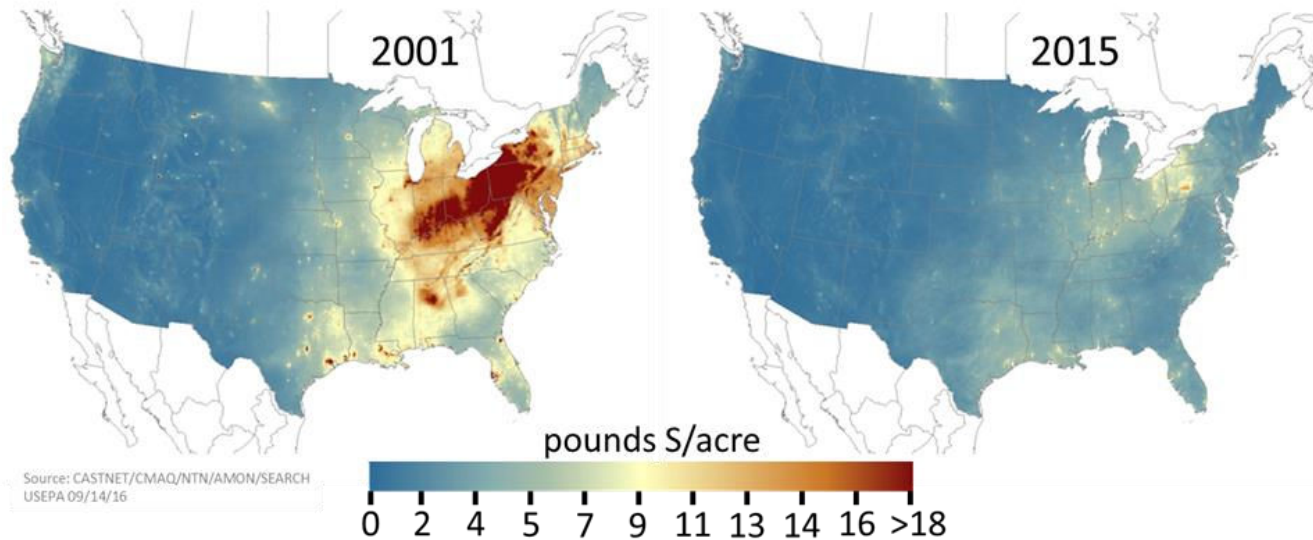 2001
2015
pounds S/acre
0 2 4 5 7 9 11 13 14 16 >18
Source: CASTNET/CMAQ/NTN/AMON/SEARCH
USEPA 09/14/16